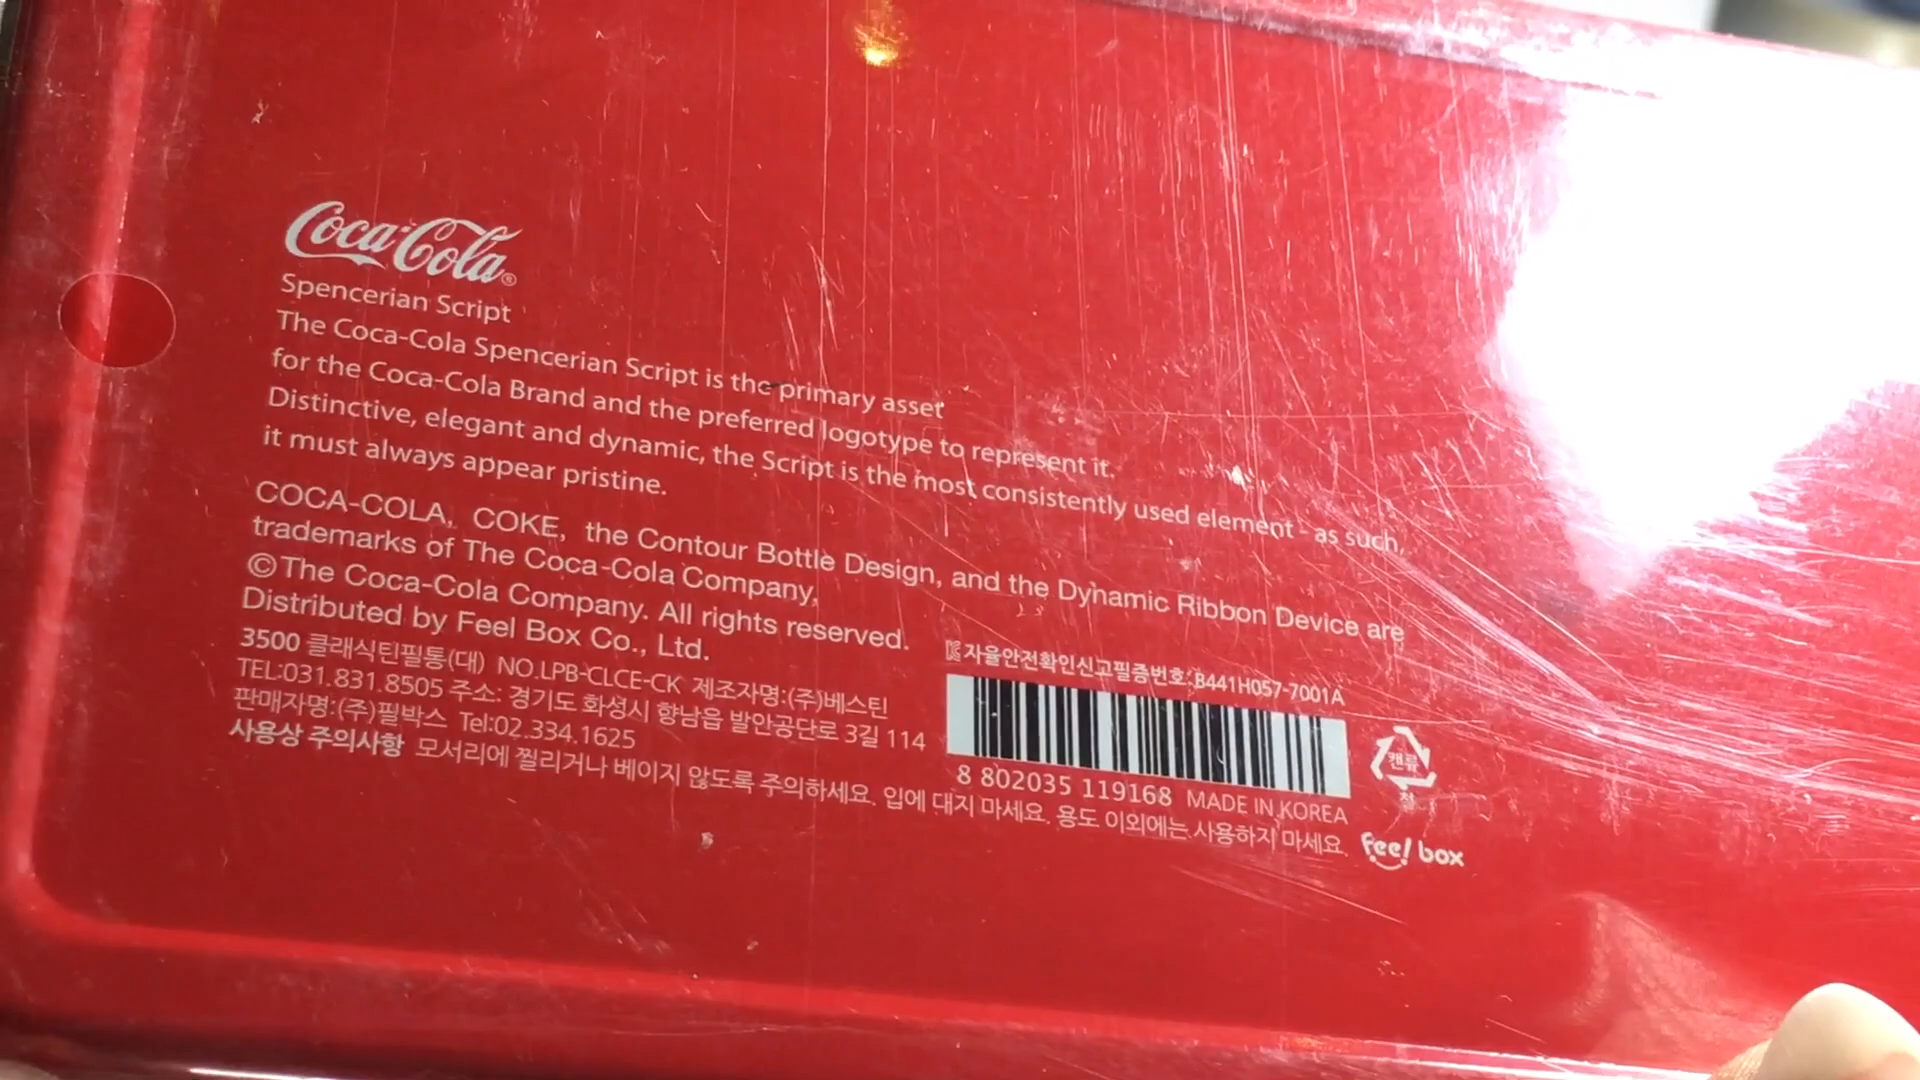 Coca-Cola®
Spencerian Script
The Coca-Cola Spencerian Script is the primary asset
for the Coca-Cola Brand and the preferred logotype to represent it.
Distinctive, elegant and dynamic, the Script is the most consistently used element - as such,
it must always appear pristine.
COCA-COLA, COKE, the Contour Bottle Design, and the Dynamic Ribbon Device are
trademarks of The Coca-Cola Company,
©The Coca-Cola Company. All rights reserved.
Distributed by Feel Box Co., Ltd.
3500 클래식틴필통(대) NO.LPB-CLCE-CK 제조자명:(주)베스틴
TEL:031.831.8505 주소: 경기도 화성시 향남읍 발안공단로 3길 114
판매자명:(주)필박스 Tel:02.334.1625
사용상 주의사항 모서리에 찔리거나 베이지 않도록 주의하세요. 입에 대지 마세요. 용도 이외에는 사용하지 마세요.
자율안전확인신고필증번호:B441H057-7001A
8 802035 119168 MADE IN KOREA
캔류
철
feel box